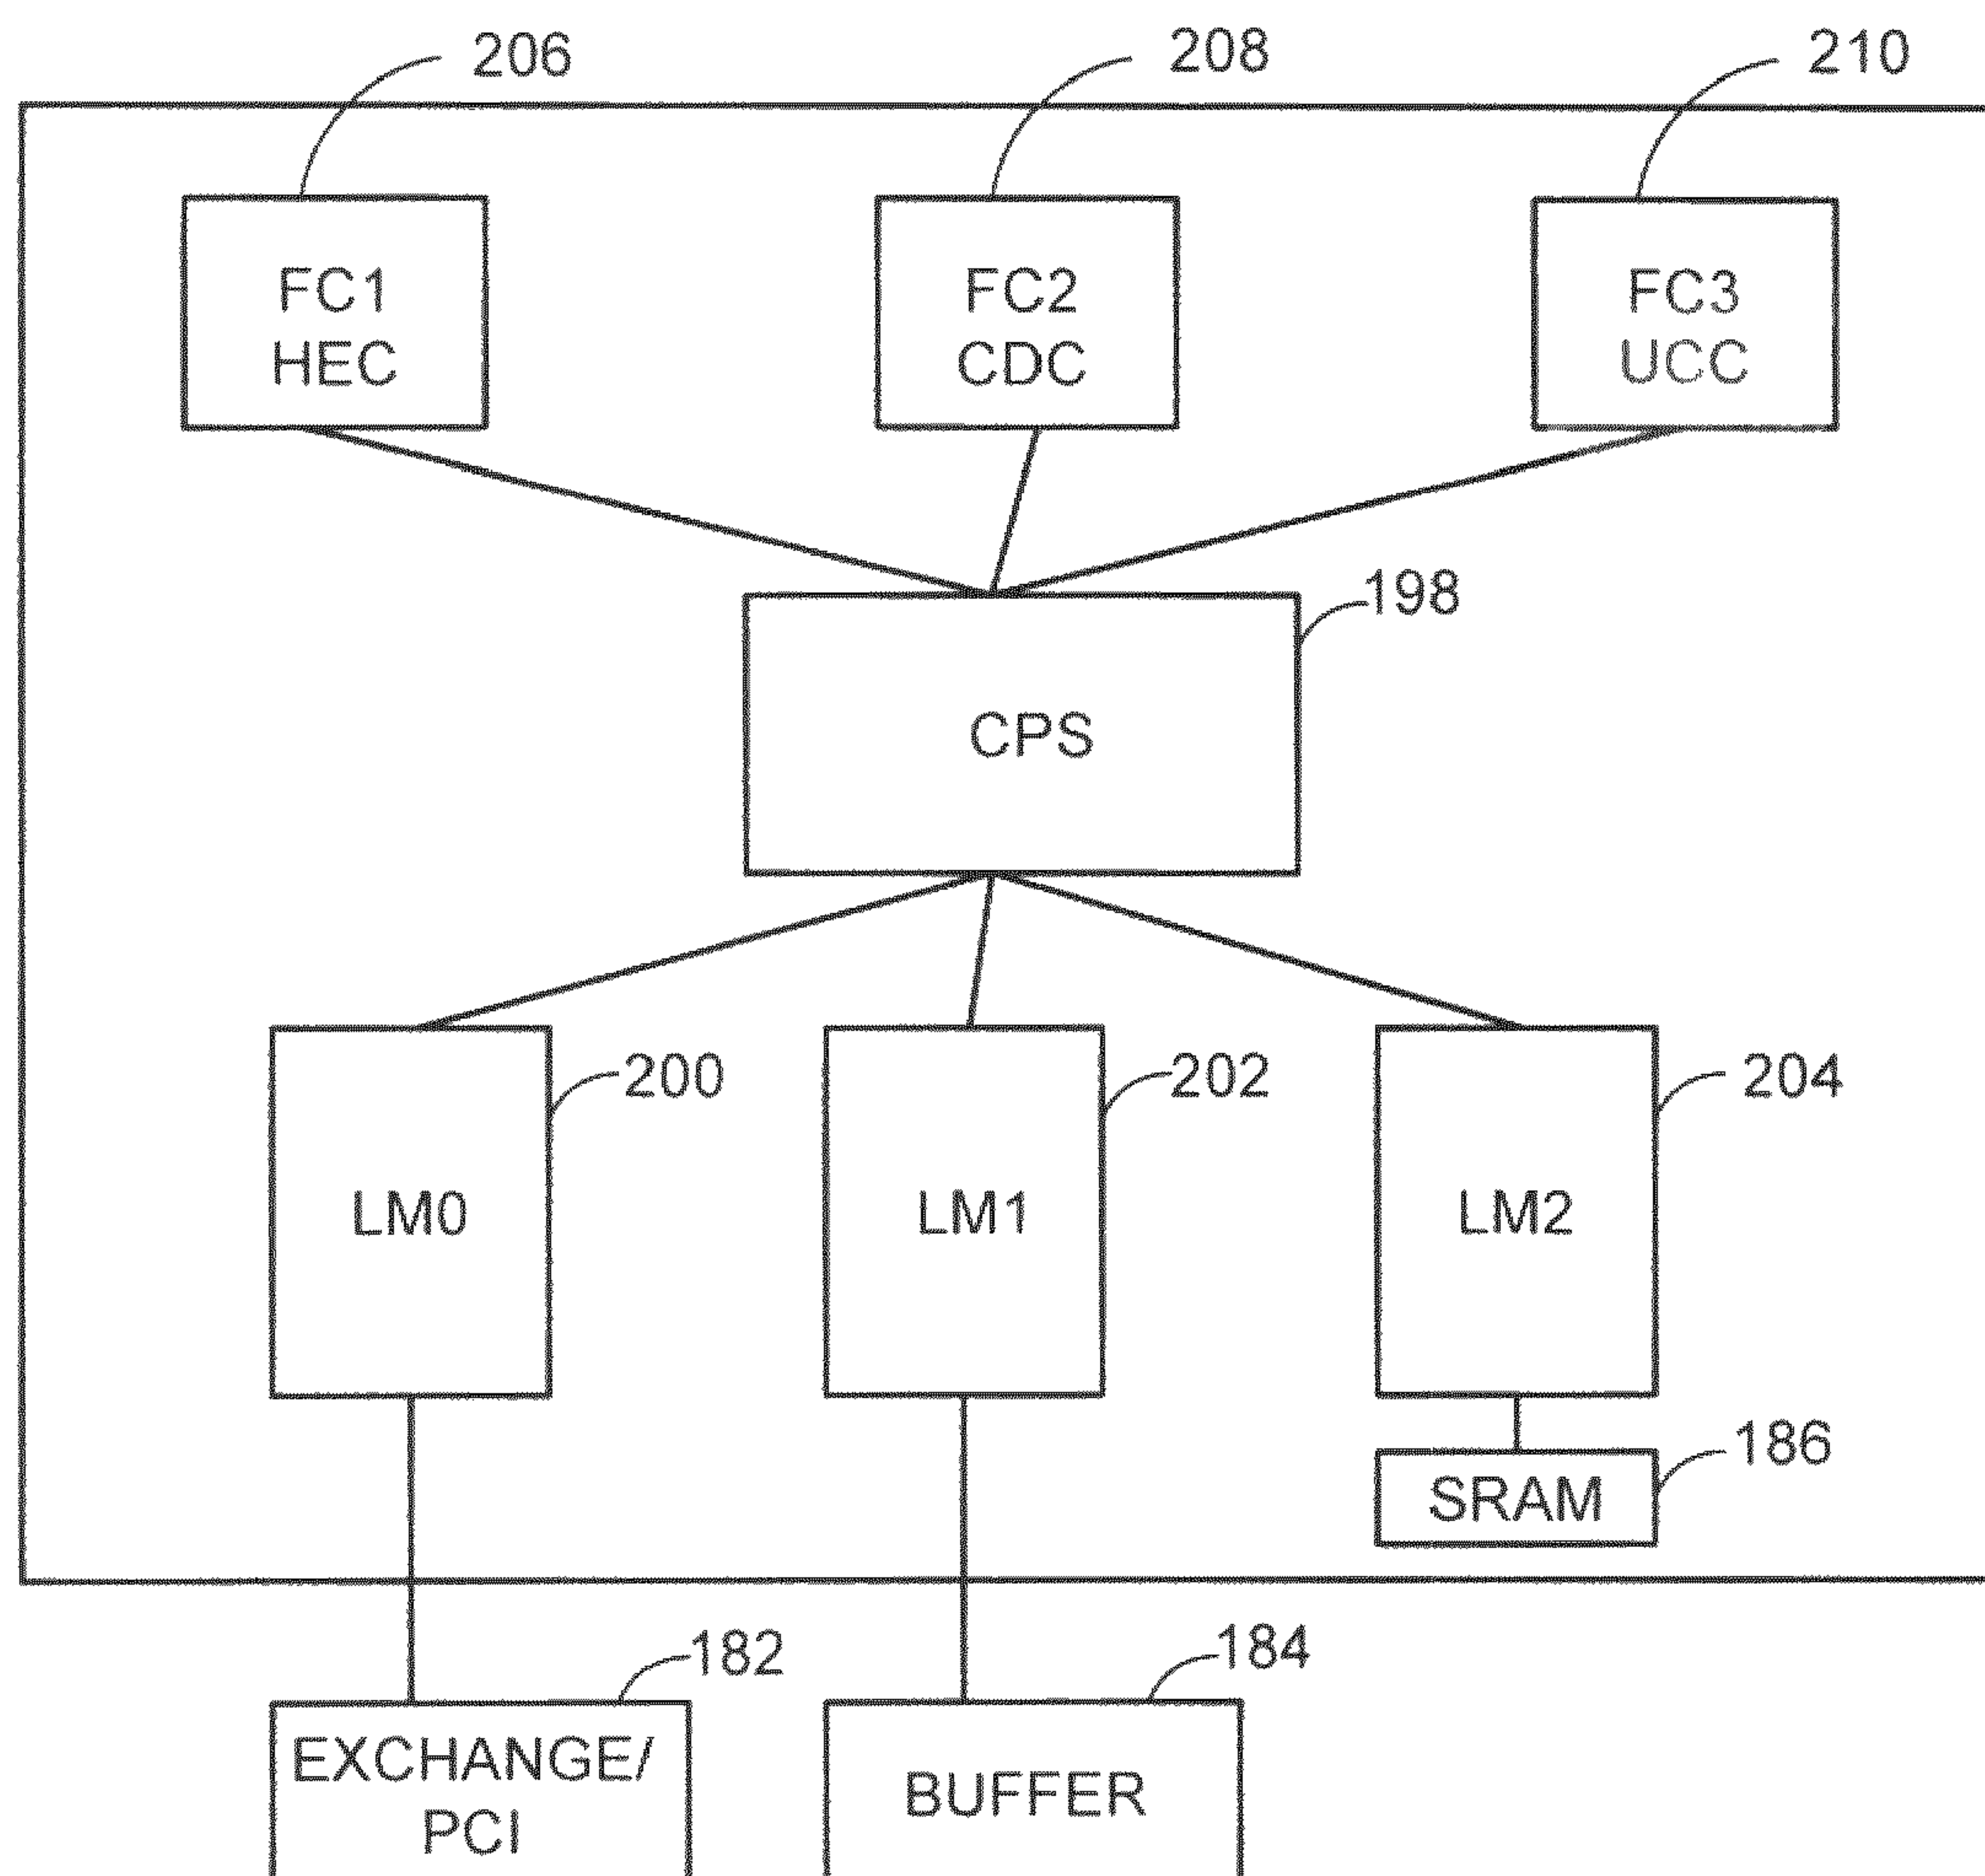 206
208
210
FC1
HEC
FC2
CDC
FC3
UCC
198
CPS
200
202
204
LM0
LM1
LM2
186
SRAM
182
184
EXCHANGE/
PCI
BUFFER